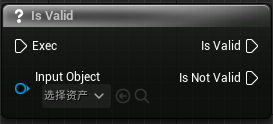 ? Is Valid
Exec
Is Valid
Input Object
Is Not Valid
选择资产